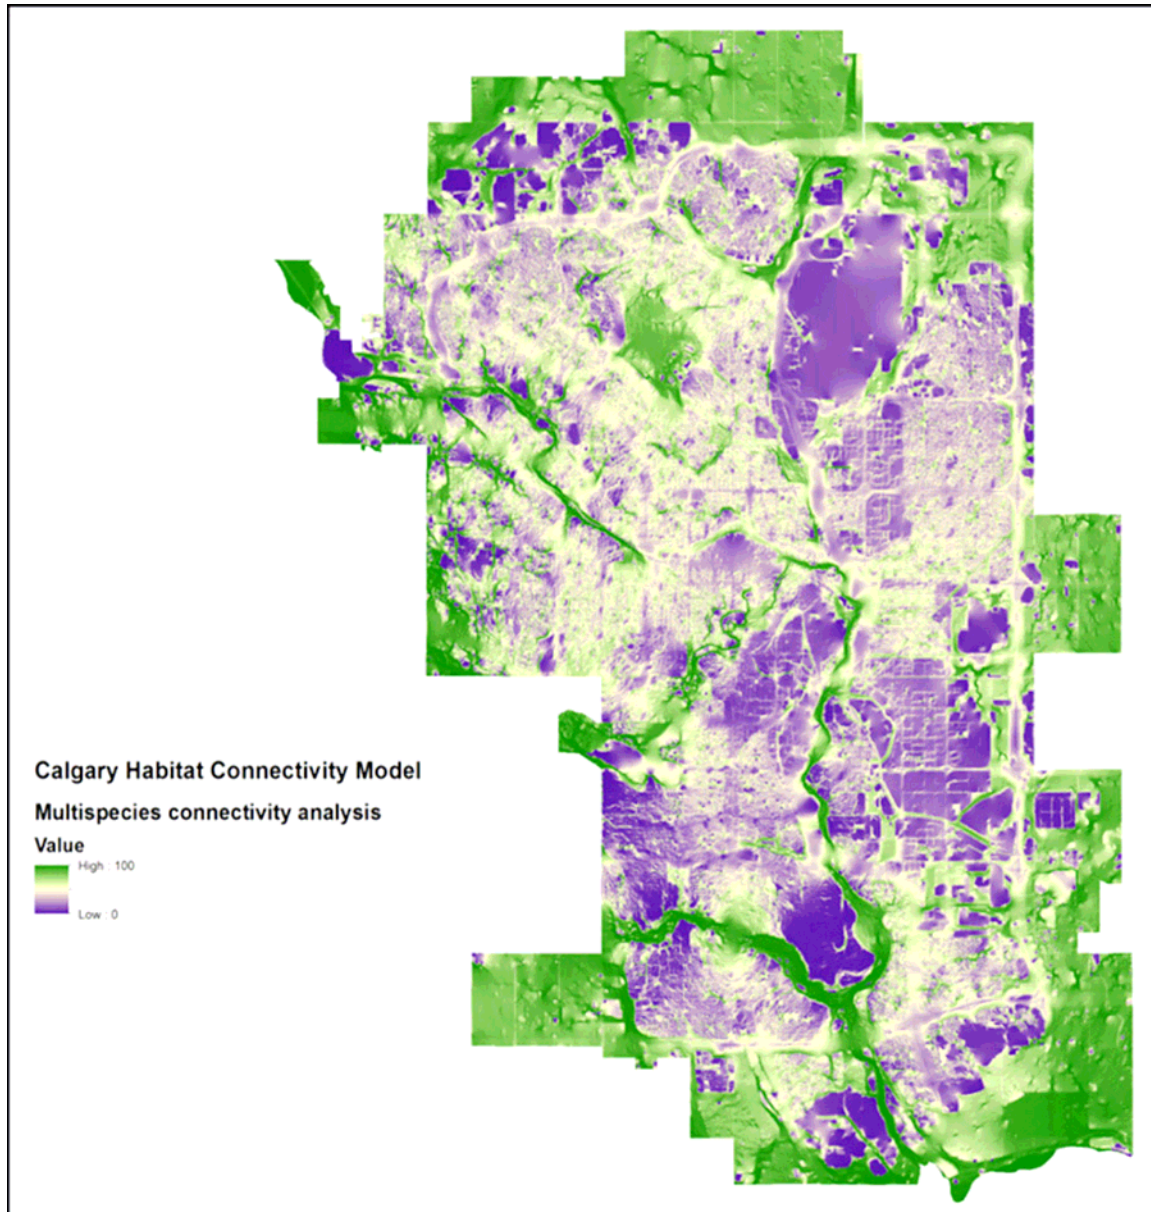 Calgary Habitat Connectivity Model
Multispecies connectivity analysis
Value
High : 100
Low : 0